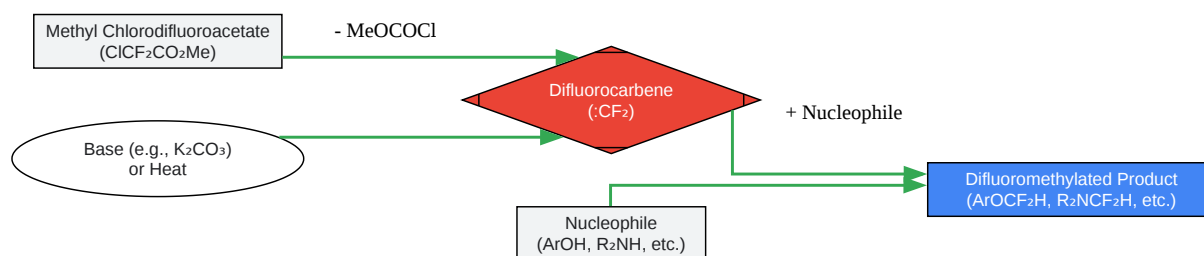 Methyl Chlorodifluoroacetate
(ClCF₂CO₂Me)
- MeOCOCl
Difluorocarbene
(:CF₂)
+ Nucleophile
Base (e.g., K₂CO₃)
or Heat
Difluoromethylated Product
(ArOCF₂H, R₂NCF₂H, etc.)
Nucleophile
(ArOH, R₂NH, etc.)